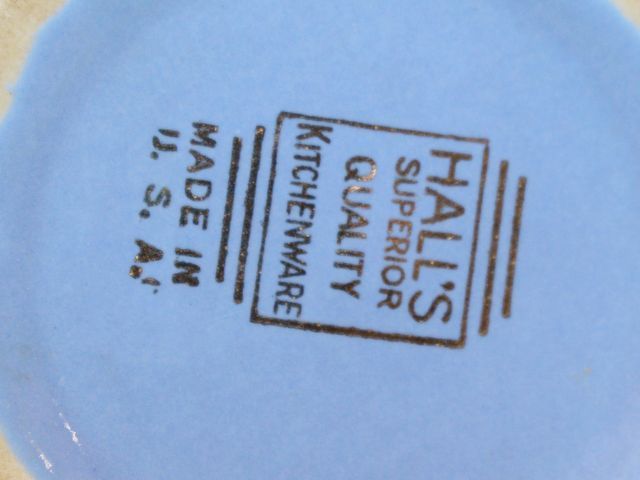 HALL'S
SUPERIOR
QUALITY
KITCHENWARE
MADE IN
U. S. A.